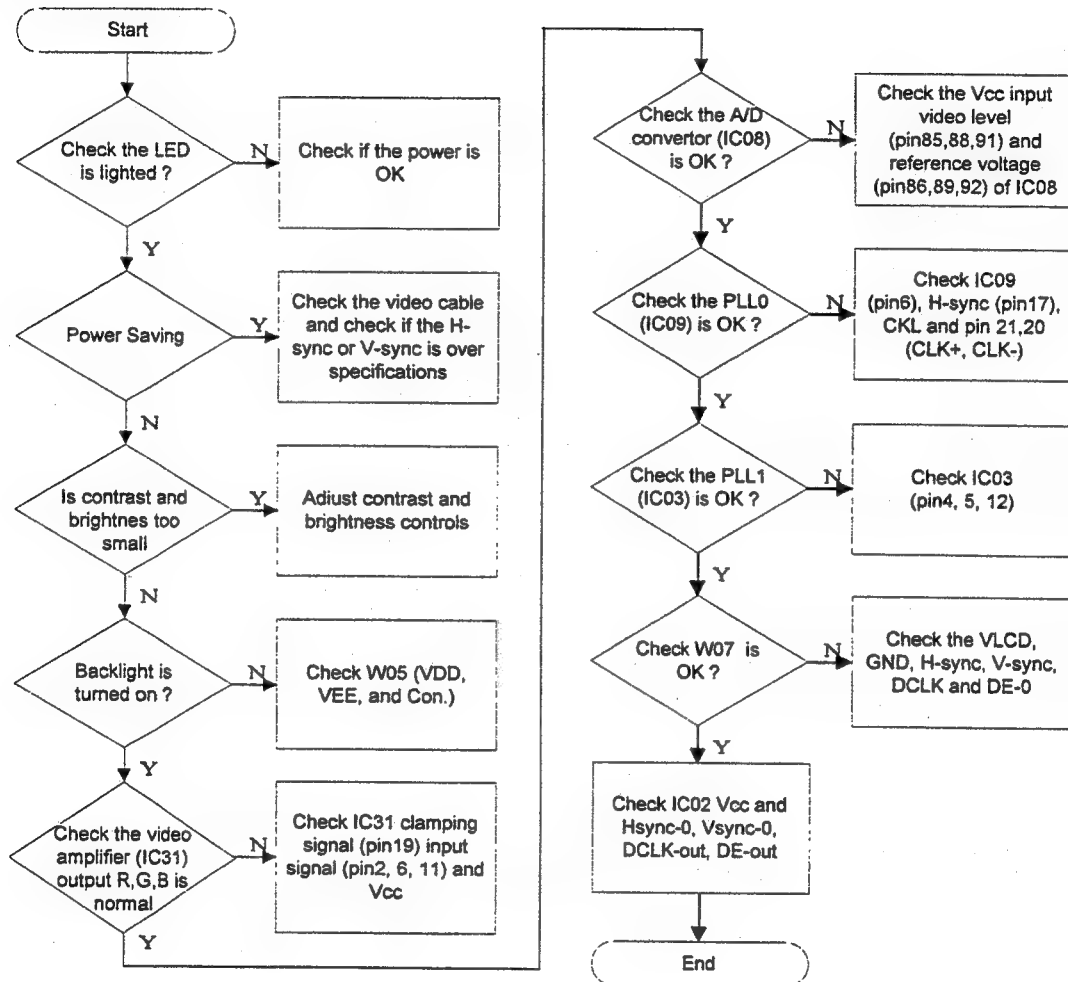 Start
Check the LED
is lighted ?
N
Check if the power is
OK
Y
Power Saving
Y
Check the video cable
and check if the H-
sync or V-sync is over
specifications
N
Is contrast and
brightnes too
small
Y
Adjust contrast and
brightness controls
N
Backlight is
turned on ?
N
Check W05 (VDD,
VEE, and Con.)
Y
Check the video
amplifier (IC31)
output R,G,B is
normal
N
Check IC31 clamping
signal (pin19) input
signal (pin2, 6, 11) and
Vcc
Y
Check the A/D
convertor (IC08)
is OK ?
N
Check the Vcc input
video level
(pin85,88,91) and
reference voltage
(pin86,89,92) of IC08
Y
Check the PLL0
(IC09) is OK ?
N
Check IC09
(pin6), H-sync (pin17),
CKL and pin 21,20
(CLK+, CLK-)
Y
Check the PLL1
(IC03) is OK ?
N
Check IC03
(pin4, 5, 12)
Y
Check W07 is
OK ?
N
Check the VLCD,
GND, H-sync, V-sync,
DCLK and DE-0
Y
Check IC02 Vcc and
Hsync-0, Vsync-0,
DCLK-out, DE-out
End